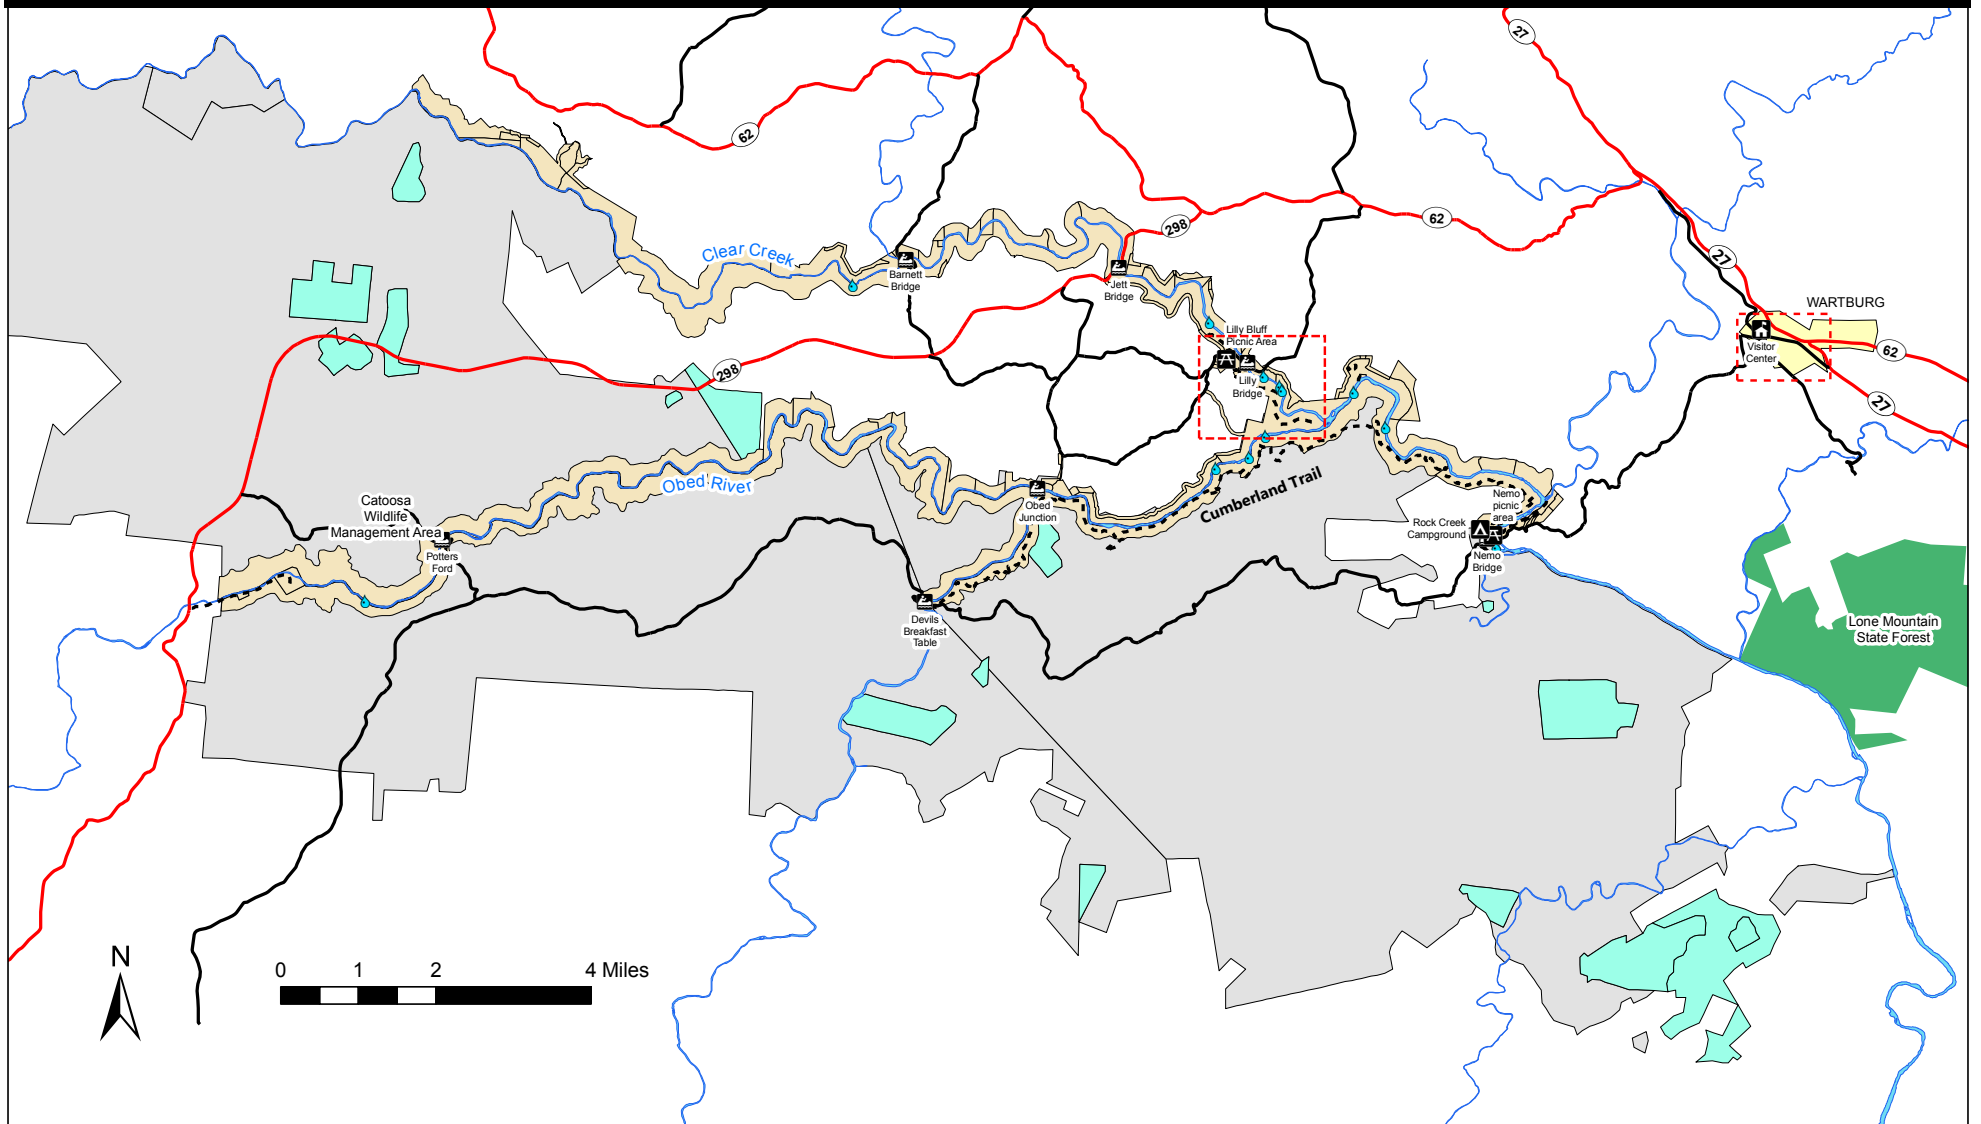 27
62
Clear Creek
298
62
27
Barnett
Bridge
Jett
Bridge
WARTBURG
Lilly Bluff
Picnic Area
Visitor
Center
62
298
Lilly
Bridge
27
Obed River
Cumberland Trail
Catoosa
Wildlife
Management Area
Obed
Junction
Nemo
picnic
area
Rock Creek
Campground
Potters
Ford
Nemo
Bridge
Devils
Breakfast
Table
Lone Mountain
State Forest
N
0 1 2 4 Miles